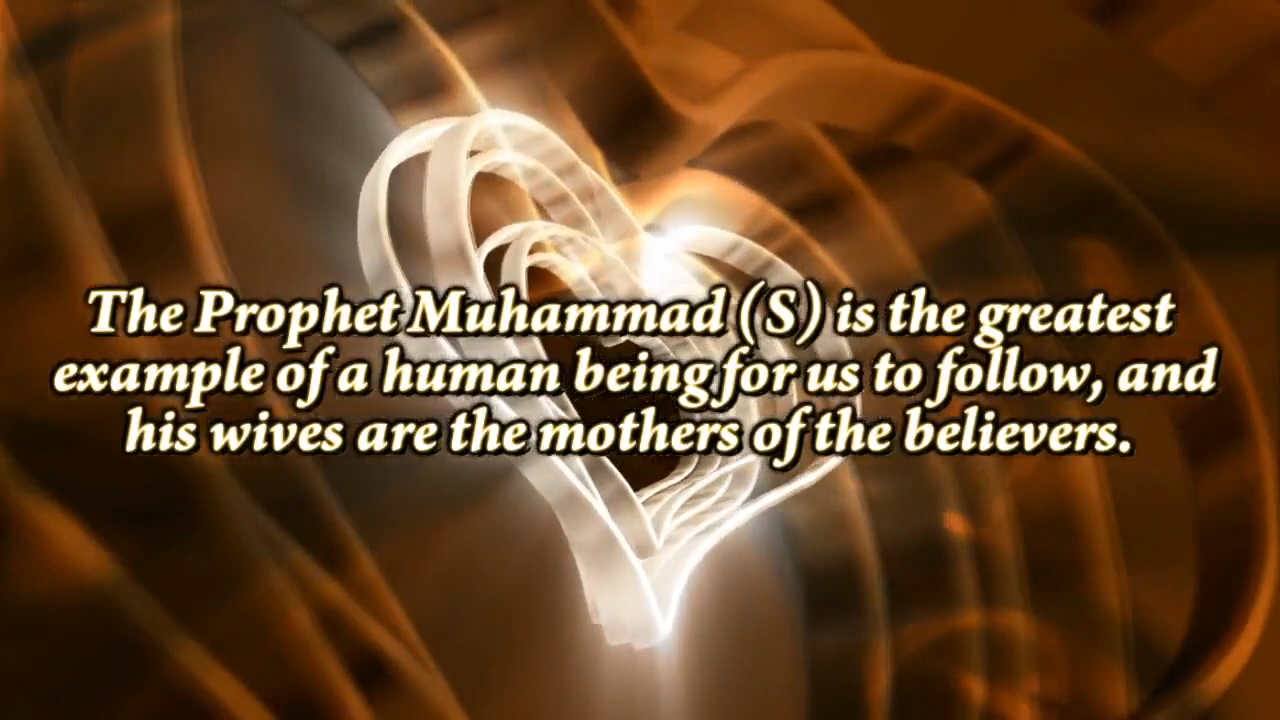 The Prophet Muhammad (S) is the greatest
example of a human being for us to follow, and
his wives are the mothers of the believers.